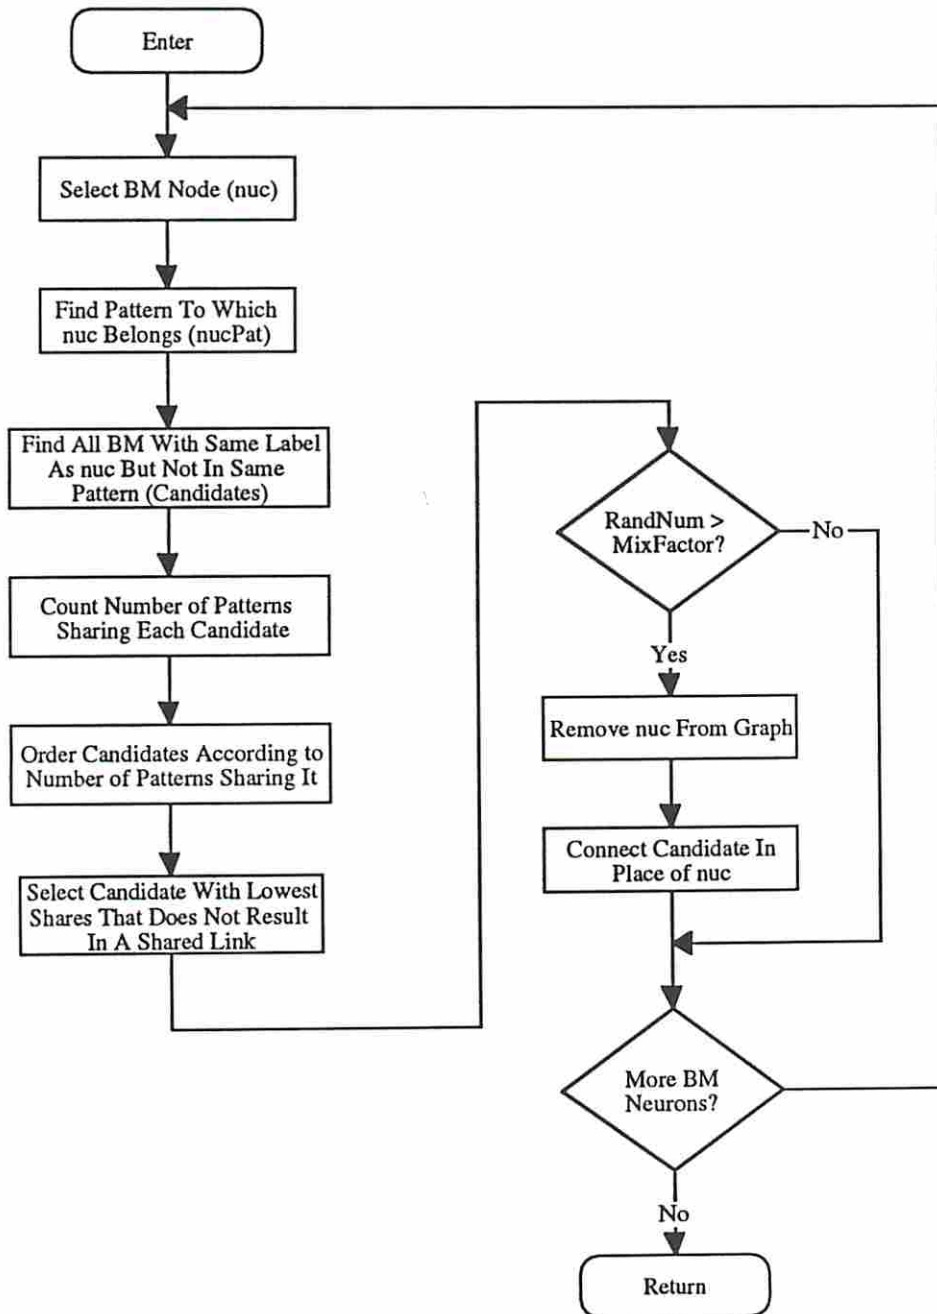 Enter
Select BM Node (nuc)
Find Pattern To Which
nuc Belongs (nucPat)
Find All BM With Same Label
As nuc But Not In Same
Pattern (Candidates)
Count Number of Patterns
Sharing Each Candidate
Order Candidates According to
Number of Patterns Sharing It
Select Candidate With Lowest
Shares That Does Not Result
In A Shared Link
RandNum >
MixFactor?
No
Yes
Remove nuc From Graph
Connect Candidate In
Place of nuc
More BM
Neurons?
No
Return